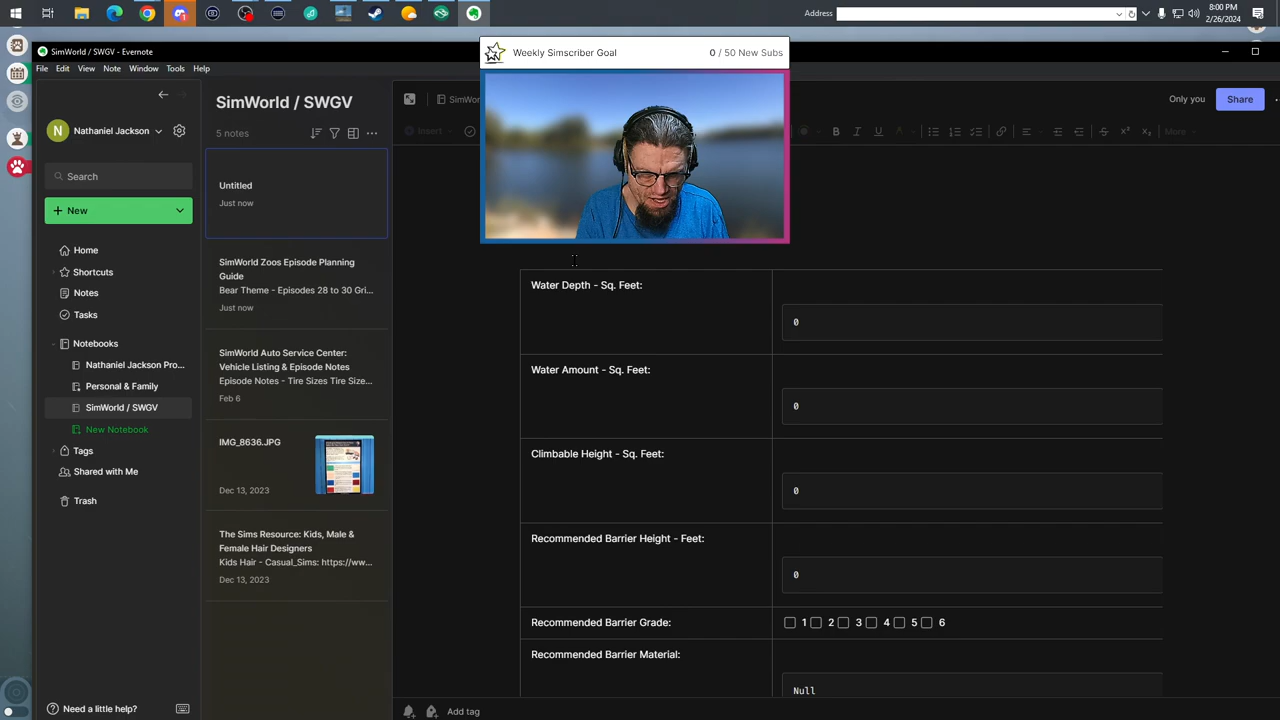 Address
8:00 PM
2/26/2024
SimWorld / SWGV - Evernote
File Edit View Note Window Tools Help
Weekly Simscriber Goal 0 / 50 New Subs
N Nathaniel Jackson
Search
New
Home
Shortcuts
Notes
Tasks
Notebooks
Nathaniel Jackson Pro...
Personal & Family
SimWorld / SWGV
New Notebook
Tags
Shared with Me
Trash
Need a little help?
SimWorld / SWGV
5 notes
Untitled
Just now
SimWorld Zoos Episode Planning
Guide
Bear Theme - Episodes 28 to 30 Gri...
Just now
SimWorld Auto Service Center:
Vehicle Listing & Episode Notes
Episode Notes - Tire Sizes Tire Size...
Feb 6
IMG_8636.JPG
Dec 13, 2023
The Sims Resource: Kids, Male &
Female Hair Designers
Kids Hair - Casual_Sims: https://ww...
Dec 13, 2023
SimWo
Only you
Share
Insert
B I U A
More
Water Depth - Sq. Feet:
0
Water Amount - Sq. Feet:
0
Climbable Height - Sq. Feet:
0
Recommended Barrier Height - Feet:
0
Recommended Barrier Grade: 1 2 3 4 5 6
Recommended Barrier Material:
Null
Add tag